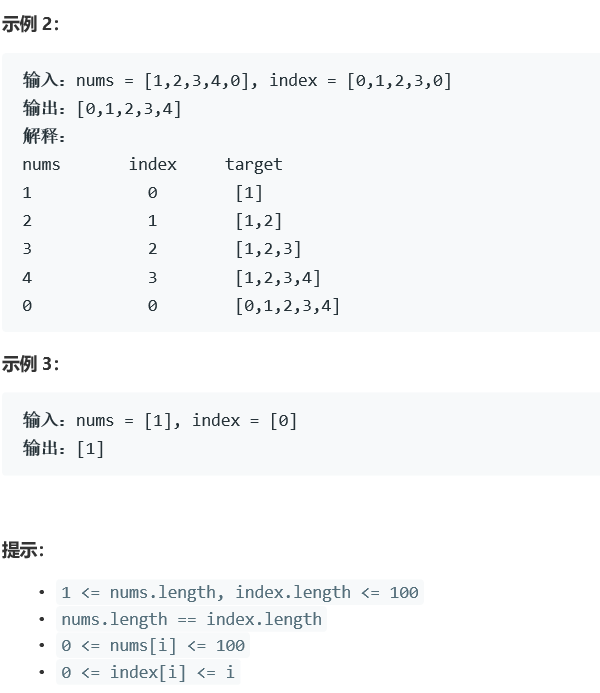 示例 2：
输入：nums = [1,2,3,4,0], index = [0,1,2,3,0]
输出：[0,1,2,3,4]
解释：
nums index target
1 0 [1]
2 1 [1,2]
3 2 [1,2,3]
4 3 [1,2,3,4]
0 0 [0,1,2,3,4]
示例 3：
输入：nums = [1], index = [0]
输出：[1]
提示：
• 1 <= nums.length, index.length <= 100
• nums.length == index.length
• 0 <= nums[i] <= 100
• 0 <= index[i] <= i